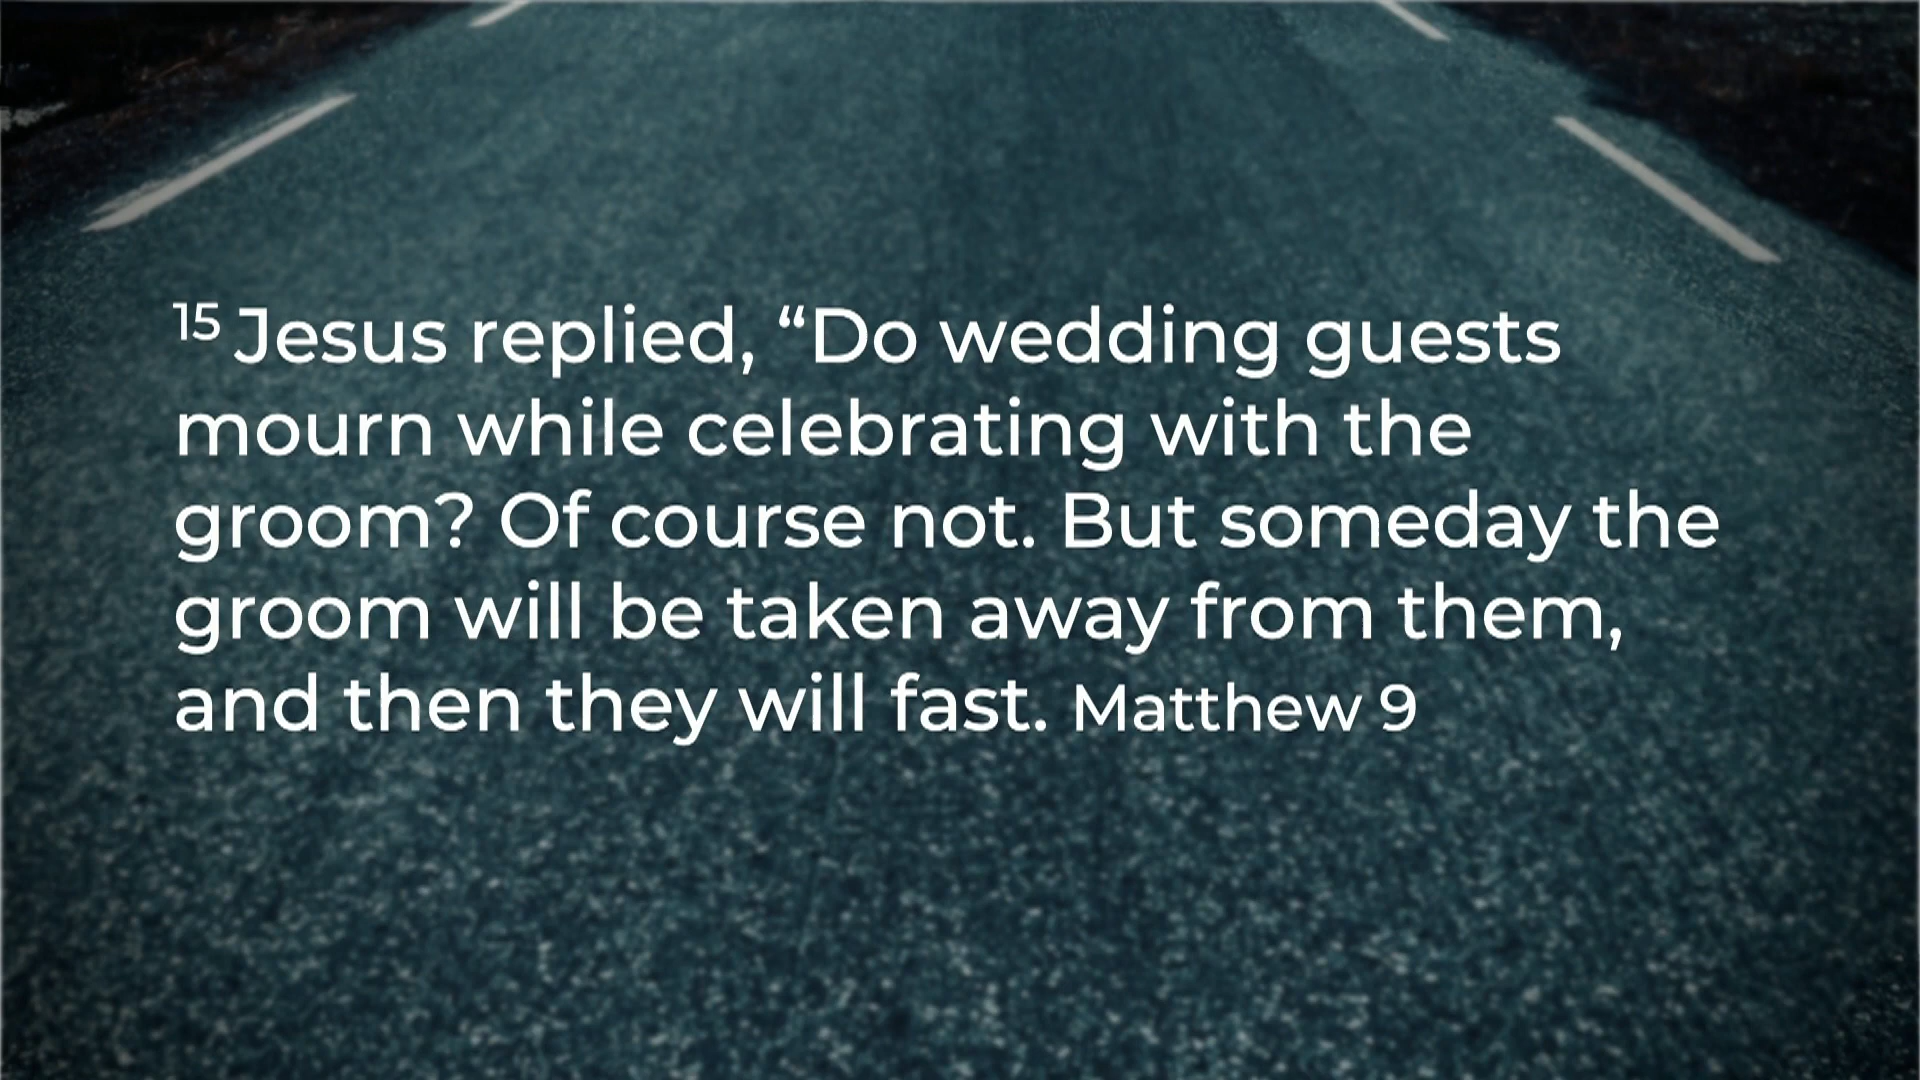 15 Jesus replied, “Do wedding guests
mourn while celebrating with the
groom? Of course not. But someday the
groom will be taken away from them,
and then they will fast. Matthew 9